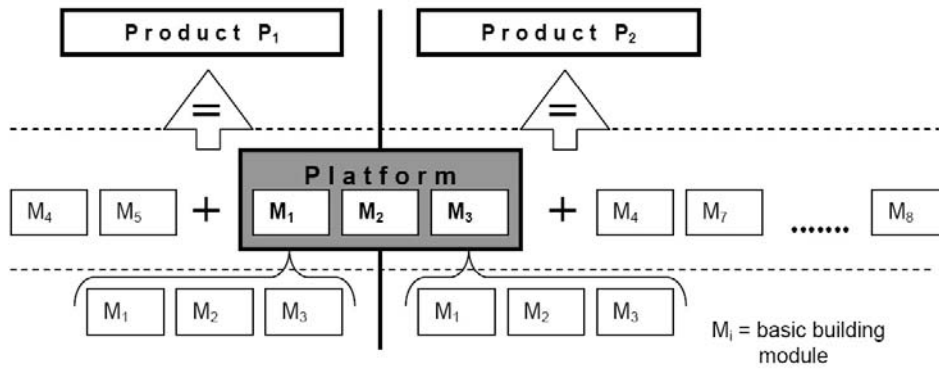 Product P₁
Product P₂
=
=
Platform
M₄ M₅ + M₁ M₂ M₃ + M₄ M₇ ........ M₈
M₁ M₂ M₃
M₁ M₂ M₃
Mᵢ = basic building
module